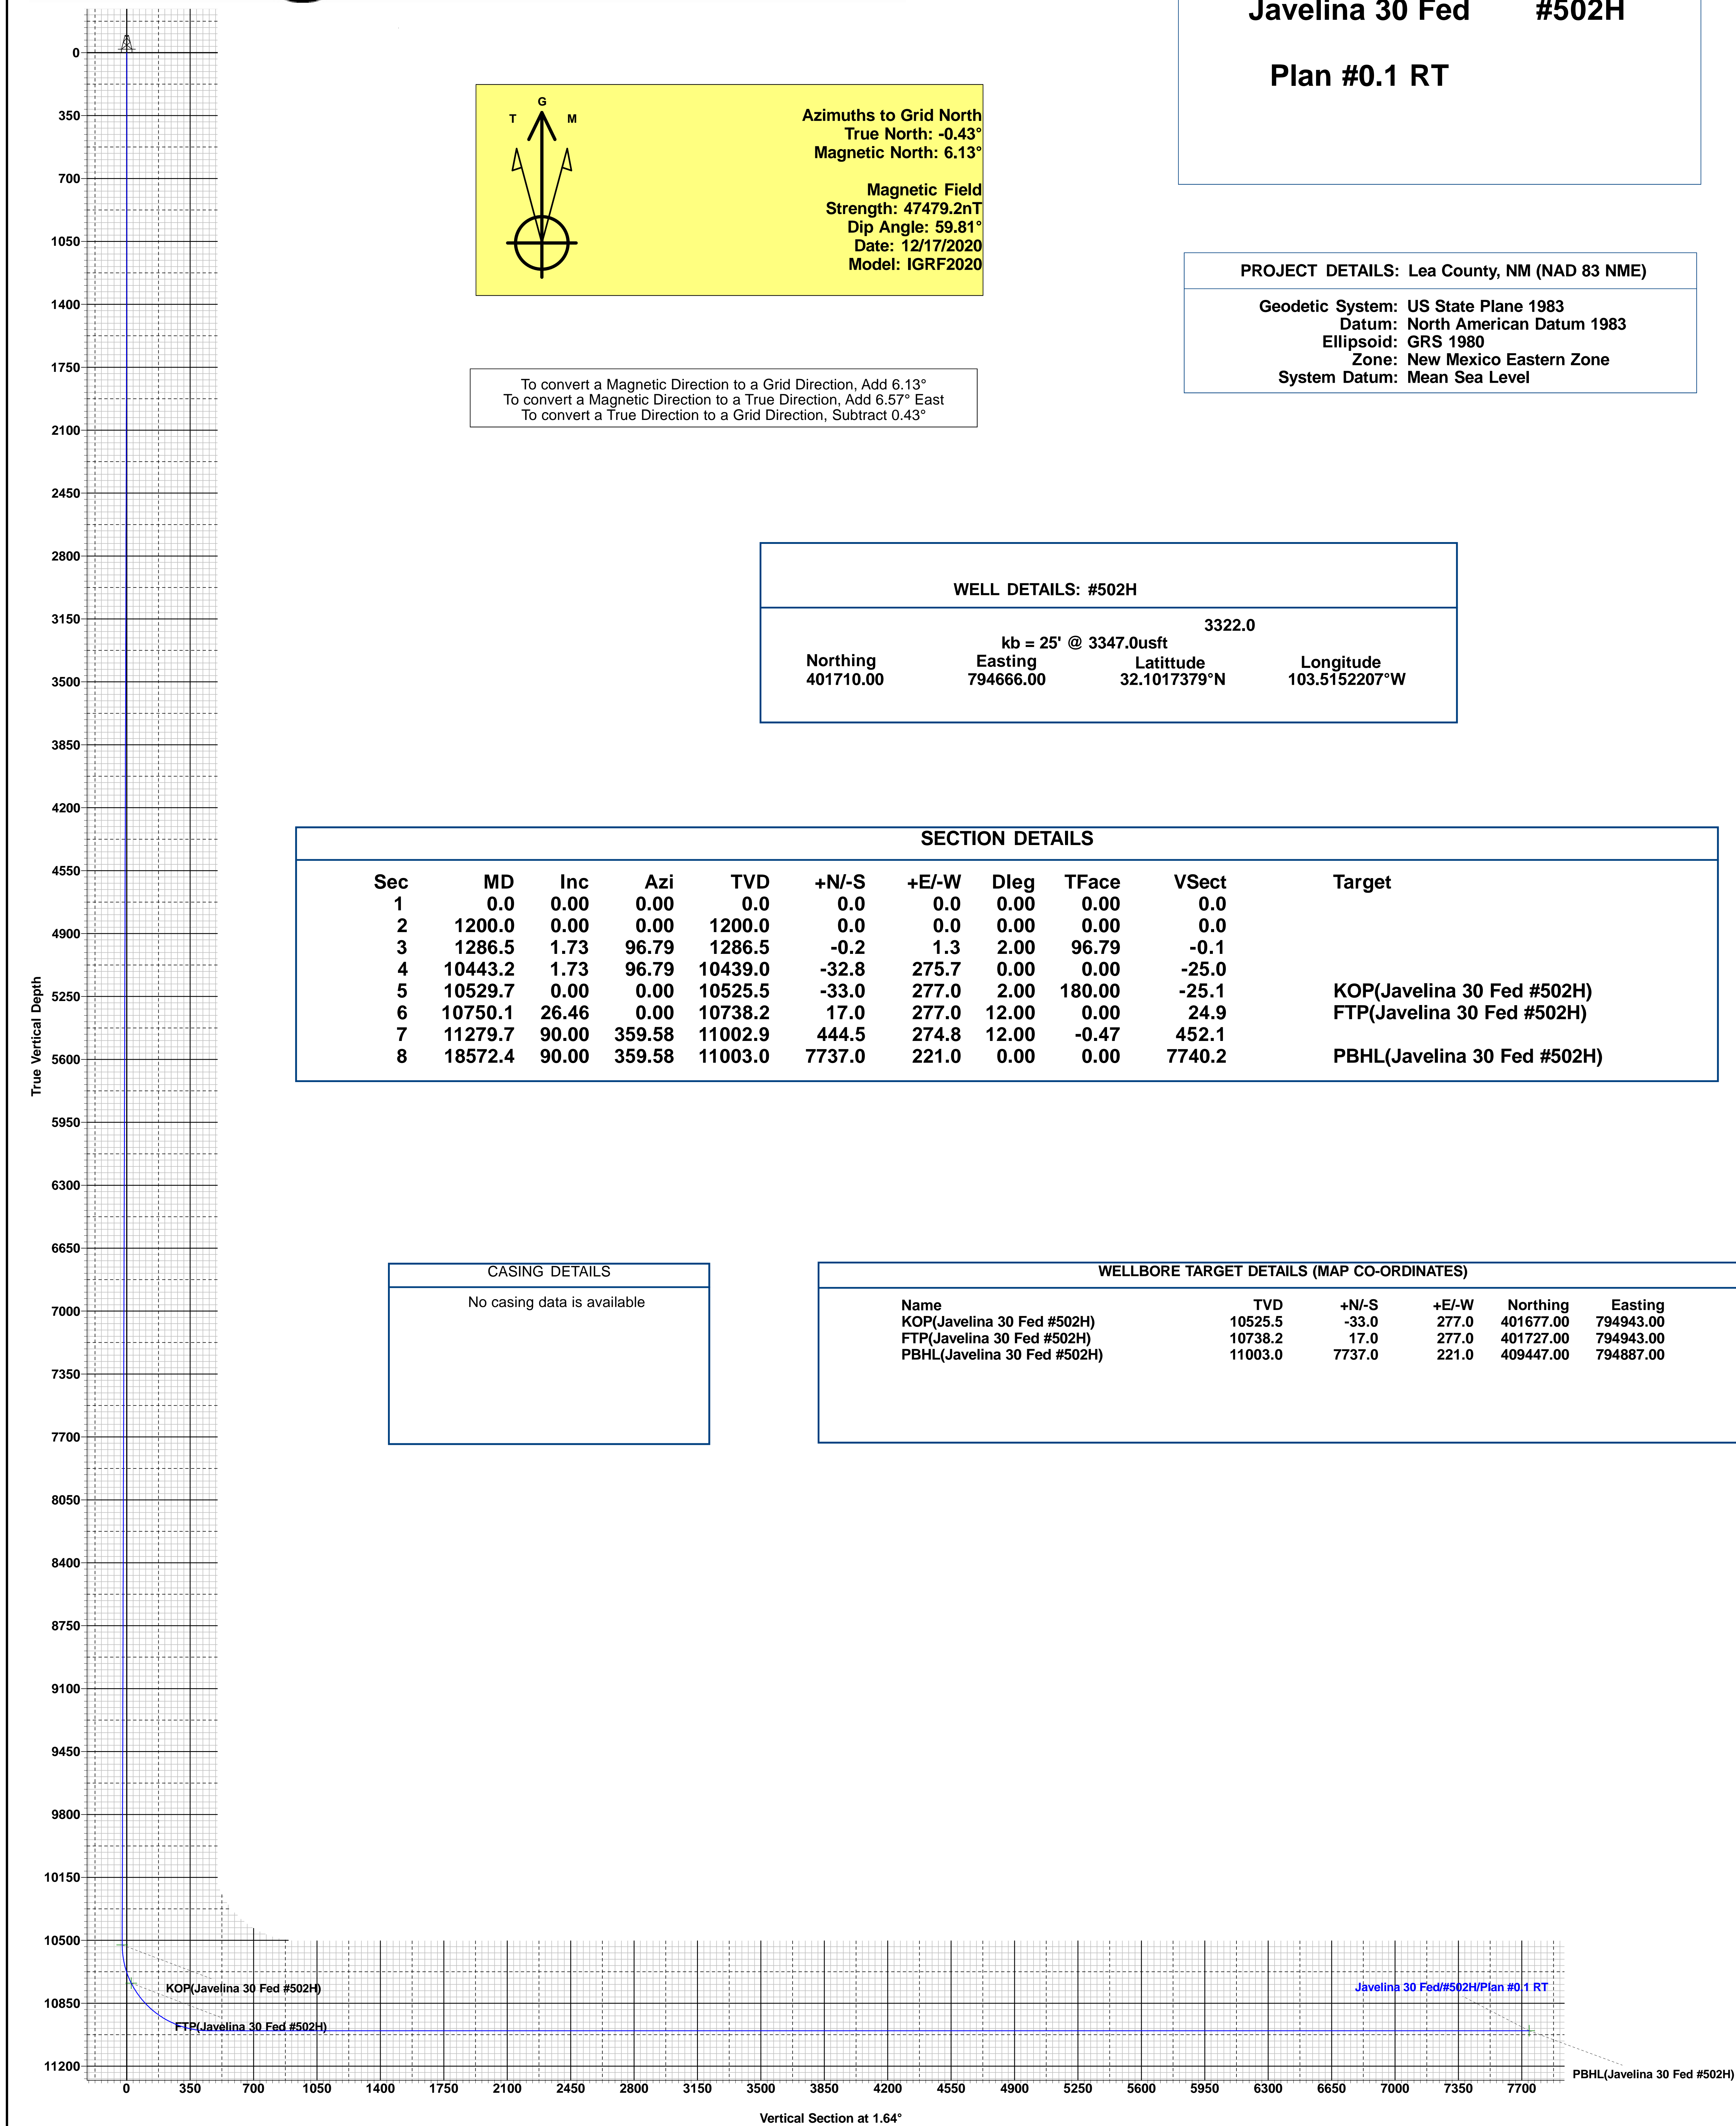 Javelina 30 Fed #502H
Plan #0.1 RT
T G M
Azimuths to Grid North
True North: -0.43°
Magnetic North: 6.13°
Magnetic Field
Strength: 47479.2nT
Dip Angle: 59.81°
Date: 12/17/2020
Model: IGRF2020
To convert a Magnetic Direction to a Grid Direction, Add 6.13°
To convert a Magnetic Direction to a True Direction, Add 6.57° East
To convert a True Direction to a Grid Direction, Subtract 0.43°
PROJECT DETAILS: Lea County, NM (NAD 83 NME)
Geodetic System: US State Plane 1983
Datum: North American Datum 1983
Ellipsoid: GRS 1980
Zone: New Mexico Eastern Zone
System Datum: Mean Sea Level
WELL DETAILS: #502H
3322.0
kb = 25' @ 3347.0usft
Northing Easting Latittude Longitude
401710.00 794666.00 32.1017379°N 103.5152207°W
SECTION DETAILS
Sec MD Inc Azi TVD +N/-S +E/-W Dleg TFace VSect Target
1 0.0 0.00 0.00 0.0 0.0 0.0 0.00 0.00 0.0
2 1200.0 0.00 0.00 1200.0 0.0 0.0 0.00 0.00 0.0
3 1286.5 1.73 96.79 1286.5 -0.2 1.3 2.00 96.79 -0.1
4 10443.2 1.73 96.79 10439.0 -32.8 275.7 0.00 0.00 -25.0
5 10529.7 0.00 0.00 10525.5 -33.0 277.0 2.00 180.00 -25.1 KOP(Javelina 30 Fed #502H)
6 10750.1 26.46 0.00 10738.2 17.0 277.0 12.00 0.00 24.9 FTP(Javelina 30 Fed #502H)
7 11279.7 90.00 359.58 11002.9 444.5 274.8 12.00 -0.47 452.1
8 18572.4 90.00 359.58 11003.0 7737.0 221.0 0.00 0.00 7740.2 PBHL(Javelina 30 Fed #502H)
CASING DETAILS
No casing data is available
WELLBORE TARGET DETAILS (MAP CO-ORDINATES)
Name TVD +N/-S +E/-W Northing Easting
KOP(Javelina 30 Fed #502H) 10525.5 -33.0 277.0 401677.00 794943.00
FTP(Javelina 30 Fed #502H) 10738.2 17.0 277.0 401727.00 794943.00
PBHL(Javelina 30 Fed #502H) 11003.0 7737.0 221.0 409447.00 794887.00
True Vertical Depth
0
350
700
1050
1400
1750
2100
2450
2800
3150
3500
3850
4200
4550
4900
5250
5600
5950
6300
6650
7000
7350
7700
8050
8400
8750
9100
9450
9800
10150
10500
10850
11200
KOP(Javelina 30 Fed #502H)
FTP(Javelina 30 Fed #502H)
Javelina 30 Fed/#502H/Plan #0.1 RT
PBHL(Javelina 30 Fed #502H)
0 350 700 1050 1400 1750 2100 2450 2800 3150 3500 3850 4200 4550 4900 5250 5600 5950 6300 6650 7000 7350 7700
Vertical Section at 1.64°